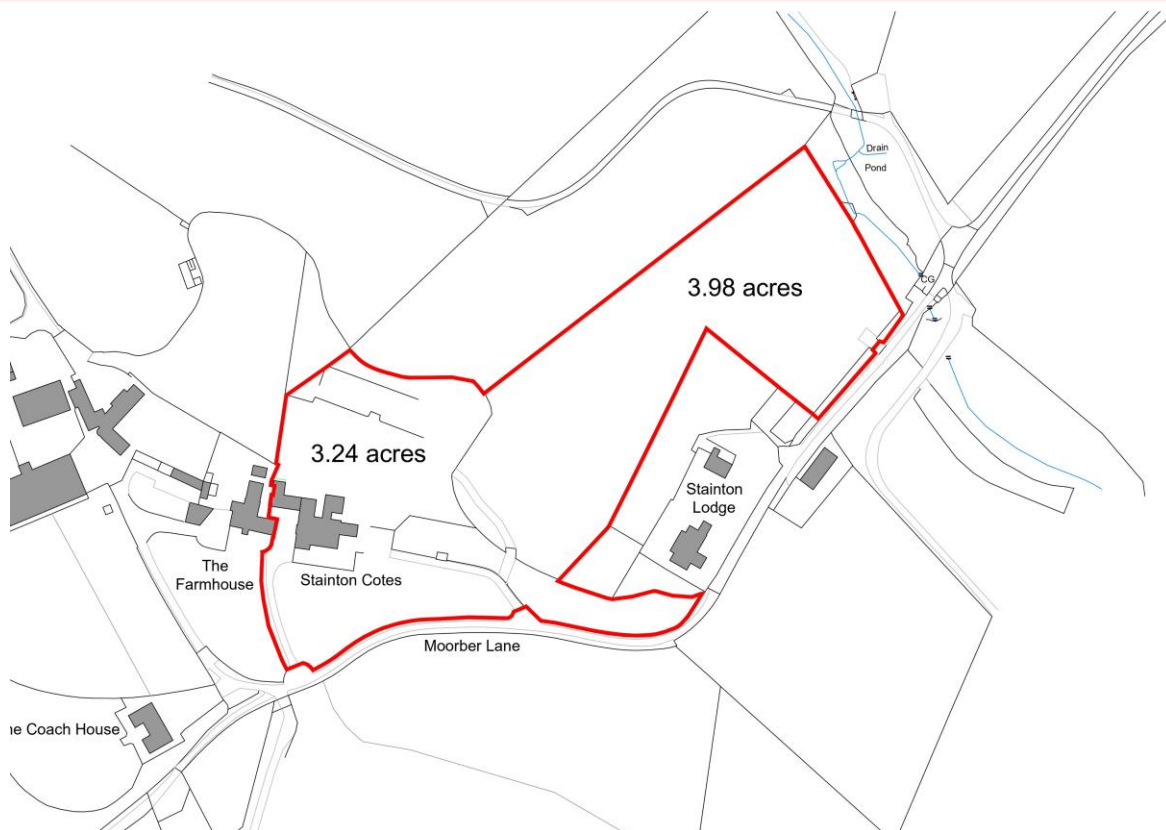 Drain
Pond
3.98 acres
CG
3.24 acres
Stainton
Lodge
The
Farmhouse
Stainton Cotes
Moorber Lane
ne Coach House